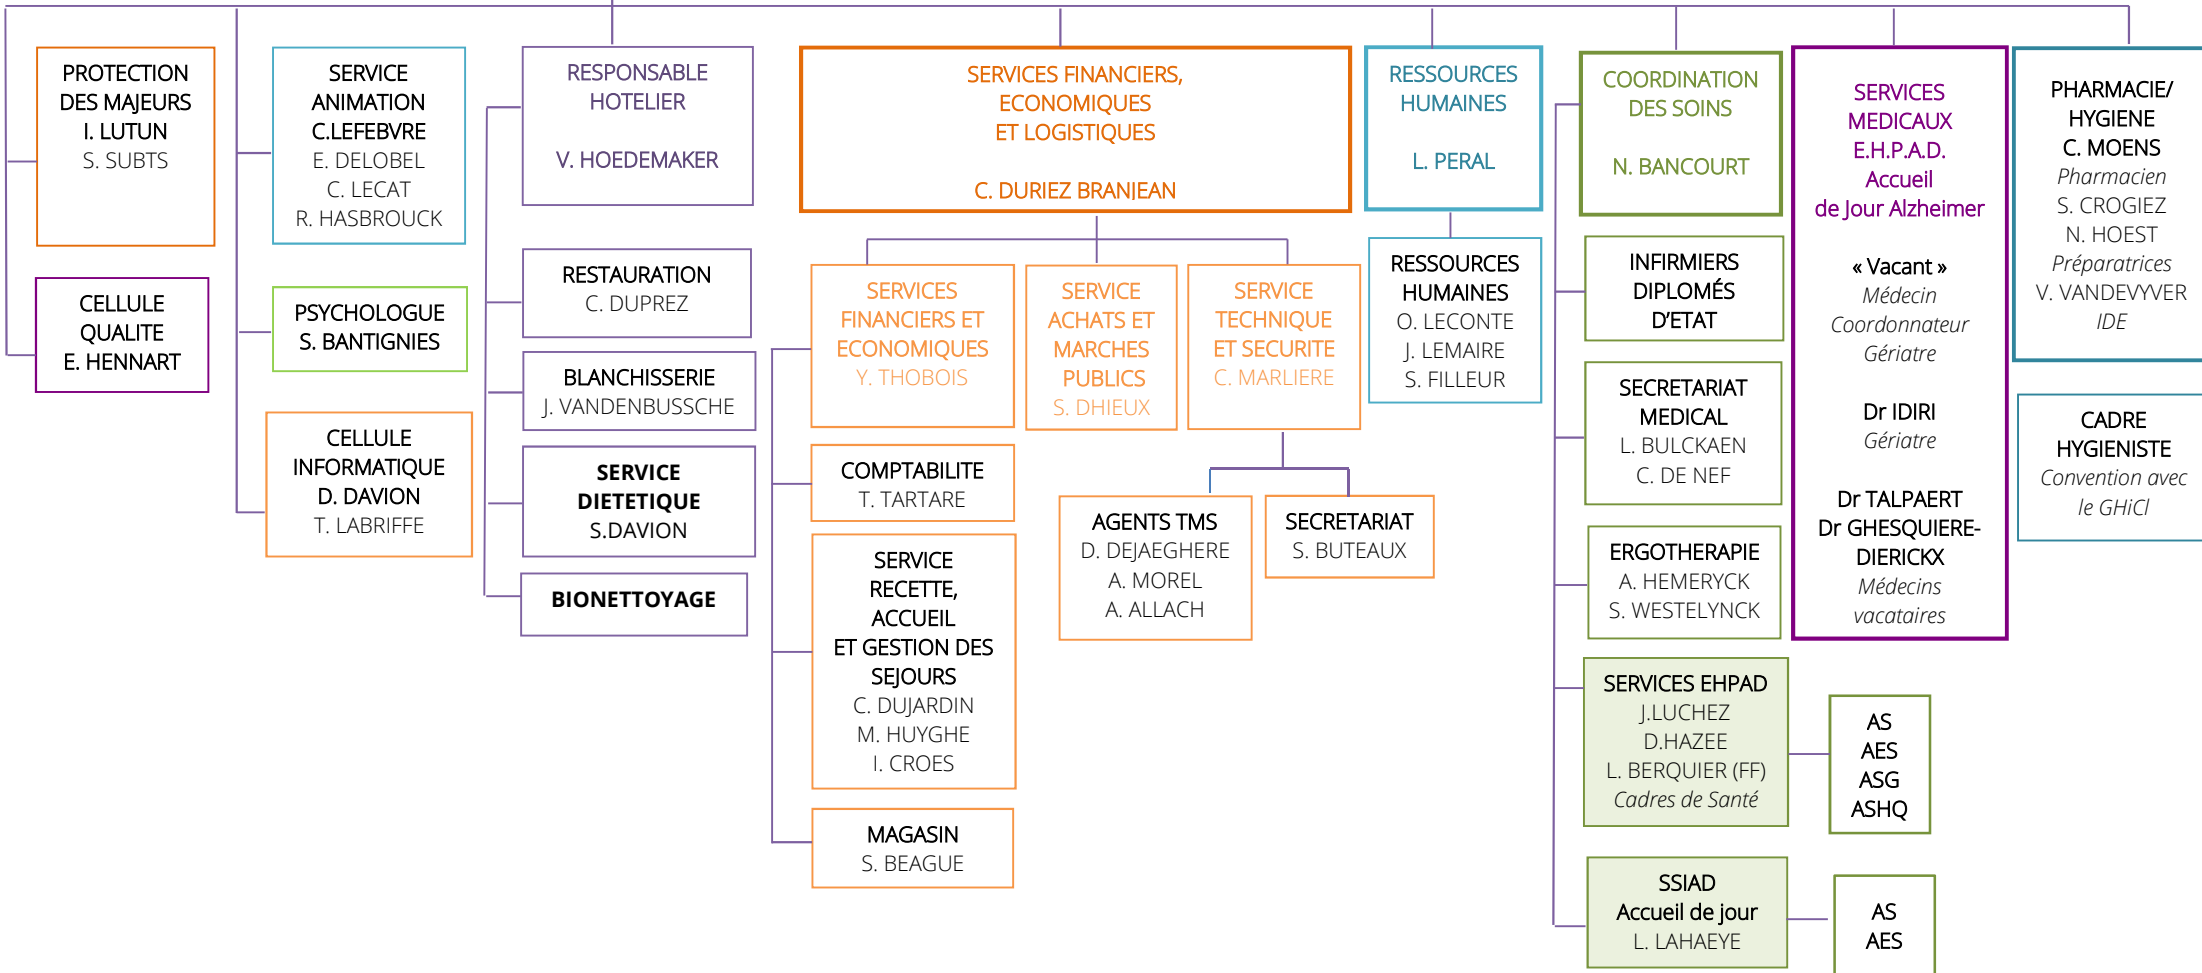 PROTECTION
DES MAJEURS
I. LUTUN
S. SUBTS
CELLULE
QUALITE
E. HENNART
SERVICE
ANIMATION
C.LEFEBVRE
E. DELOBEL
C. LECAT
R. HASBROUCK
PSYCHOLOGUE
S. BANTIGNIES
CELLULE
INFORMATIQUE
D. DAVION
T. LABRIFFE
RESPONSABLE
HOTELIER
V. HOEDEMAKER
RESTAURATION
C. DUPREZ
BLANCHISSERIE
J. VANDENBUSSCHE
SERVICE
DIETETIQUE
S.DAVION
BIONETTOYAGE
SERVICES FINANCIERS,
ECONOMIQUES
ET LOGISTIQUES
C. DURIEZ BRANJEAN
SERVICES
FINANCIERS ET
ECONOMIQUES
Y. THOBOIS
COMPTABILITE
T. TARTARE
SERVICE
RECETTE,
ACCUEIL
ET GESTION DES
SEJOURS
C. DUJARDIN
M. HUYGHE
I. CROES
MAGASIN
S. BEAGUE
SERVICE
ACHATS ET
MARCHES
PUBLICS
S. DHIEUX
SERVICE
TECHNIQUE
ET SECURITE
C. MARLIERE
AGENTS TMS
D. DEJAEGHERE
A. MOREL
A. ALLACH
SECRETARIAT
S. BUTEAUX
RESSOURCES
HUMAINES
L. PERAL
RESSOURCES
HUMAINES
O. LECONTE
J. LEMAIRE
S. FILLEUR
COORDINATION
DES SOINS
N. BANCOURT
INFIRMIERS
DIPLOMÉS
D’ETAT
SECRETARIAT
MEDICAL
L. BULCKAEN
C. DE NEF
ERGOTHERAPIE
A. HEMERYCK
S. WESTELYNCK
SERVICES EHPAD
J.LUCHEZ
D.HAZEE
L. BERQUIER (FF)
Cadres de Santé
AS
AES
ASG
ASHQ
SSIAD
Accueil de jour
L. LAHAEYE
AS
AES
SERVICES
MEDICAUX
E.H.P.A.D.
Accueil
de Jour Alzheimer
« Vacant »
Médecin
Coordonnateur
Gériatre
Dr IDIRI
Gériatre
Dr TALPAERT
Dr GHESQUIERE-
DIERICKX
Médecins
vacataires
PHARMACIE/
HYGIENE
C. MOENS
Pharmacien
S. CROGIEZ
N. HOEST
Préparatrices
V. VANDEVYVER
IDE
CADRE
HYGIENISTE
Convention avec
le GHiCl